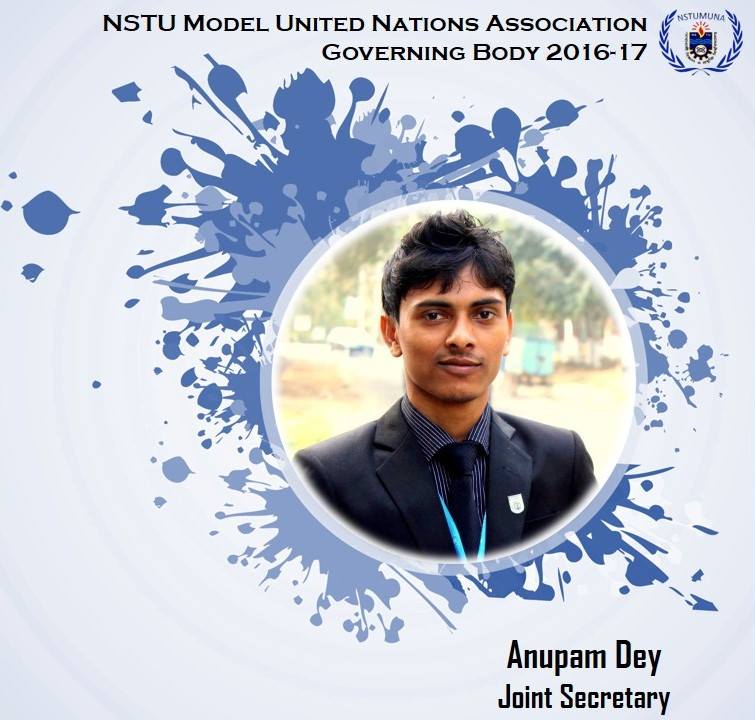 NSTU MODEL UNITED NATIONS ASSOCIATION
GOVERNING BODY 2016-17
NSTUMUNA
Anupam Dey
Joint Secretary